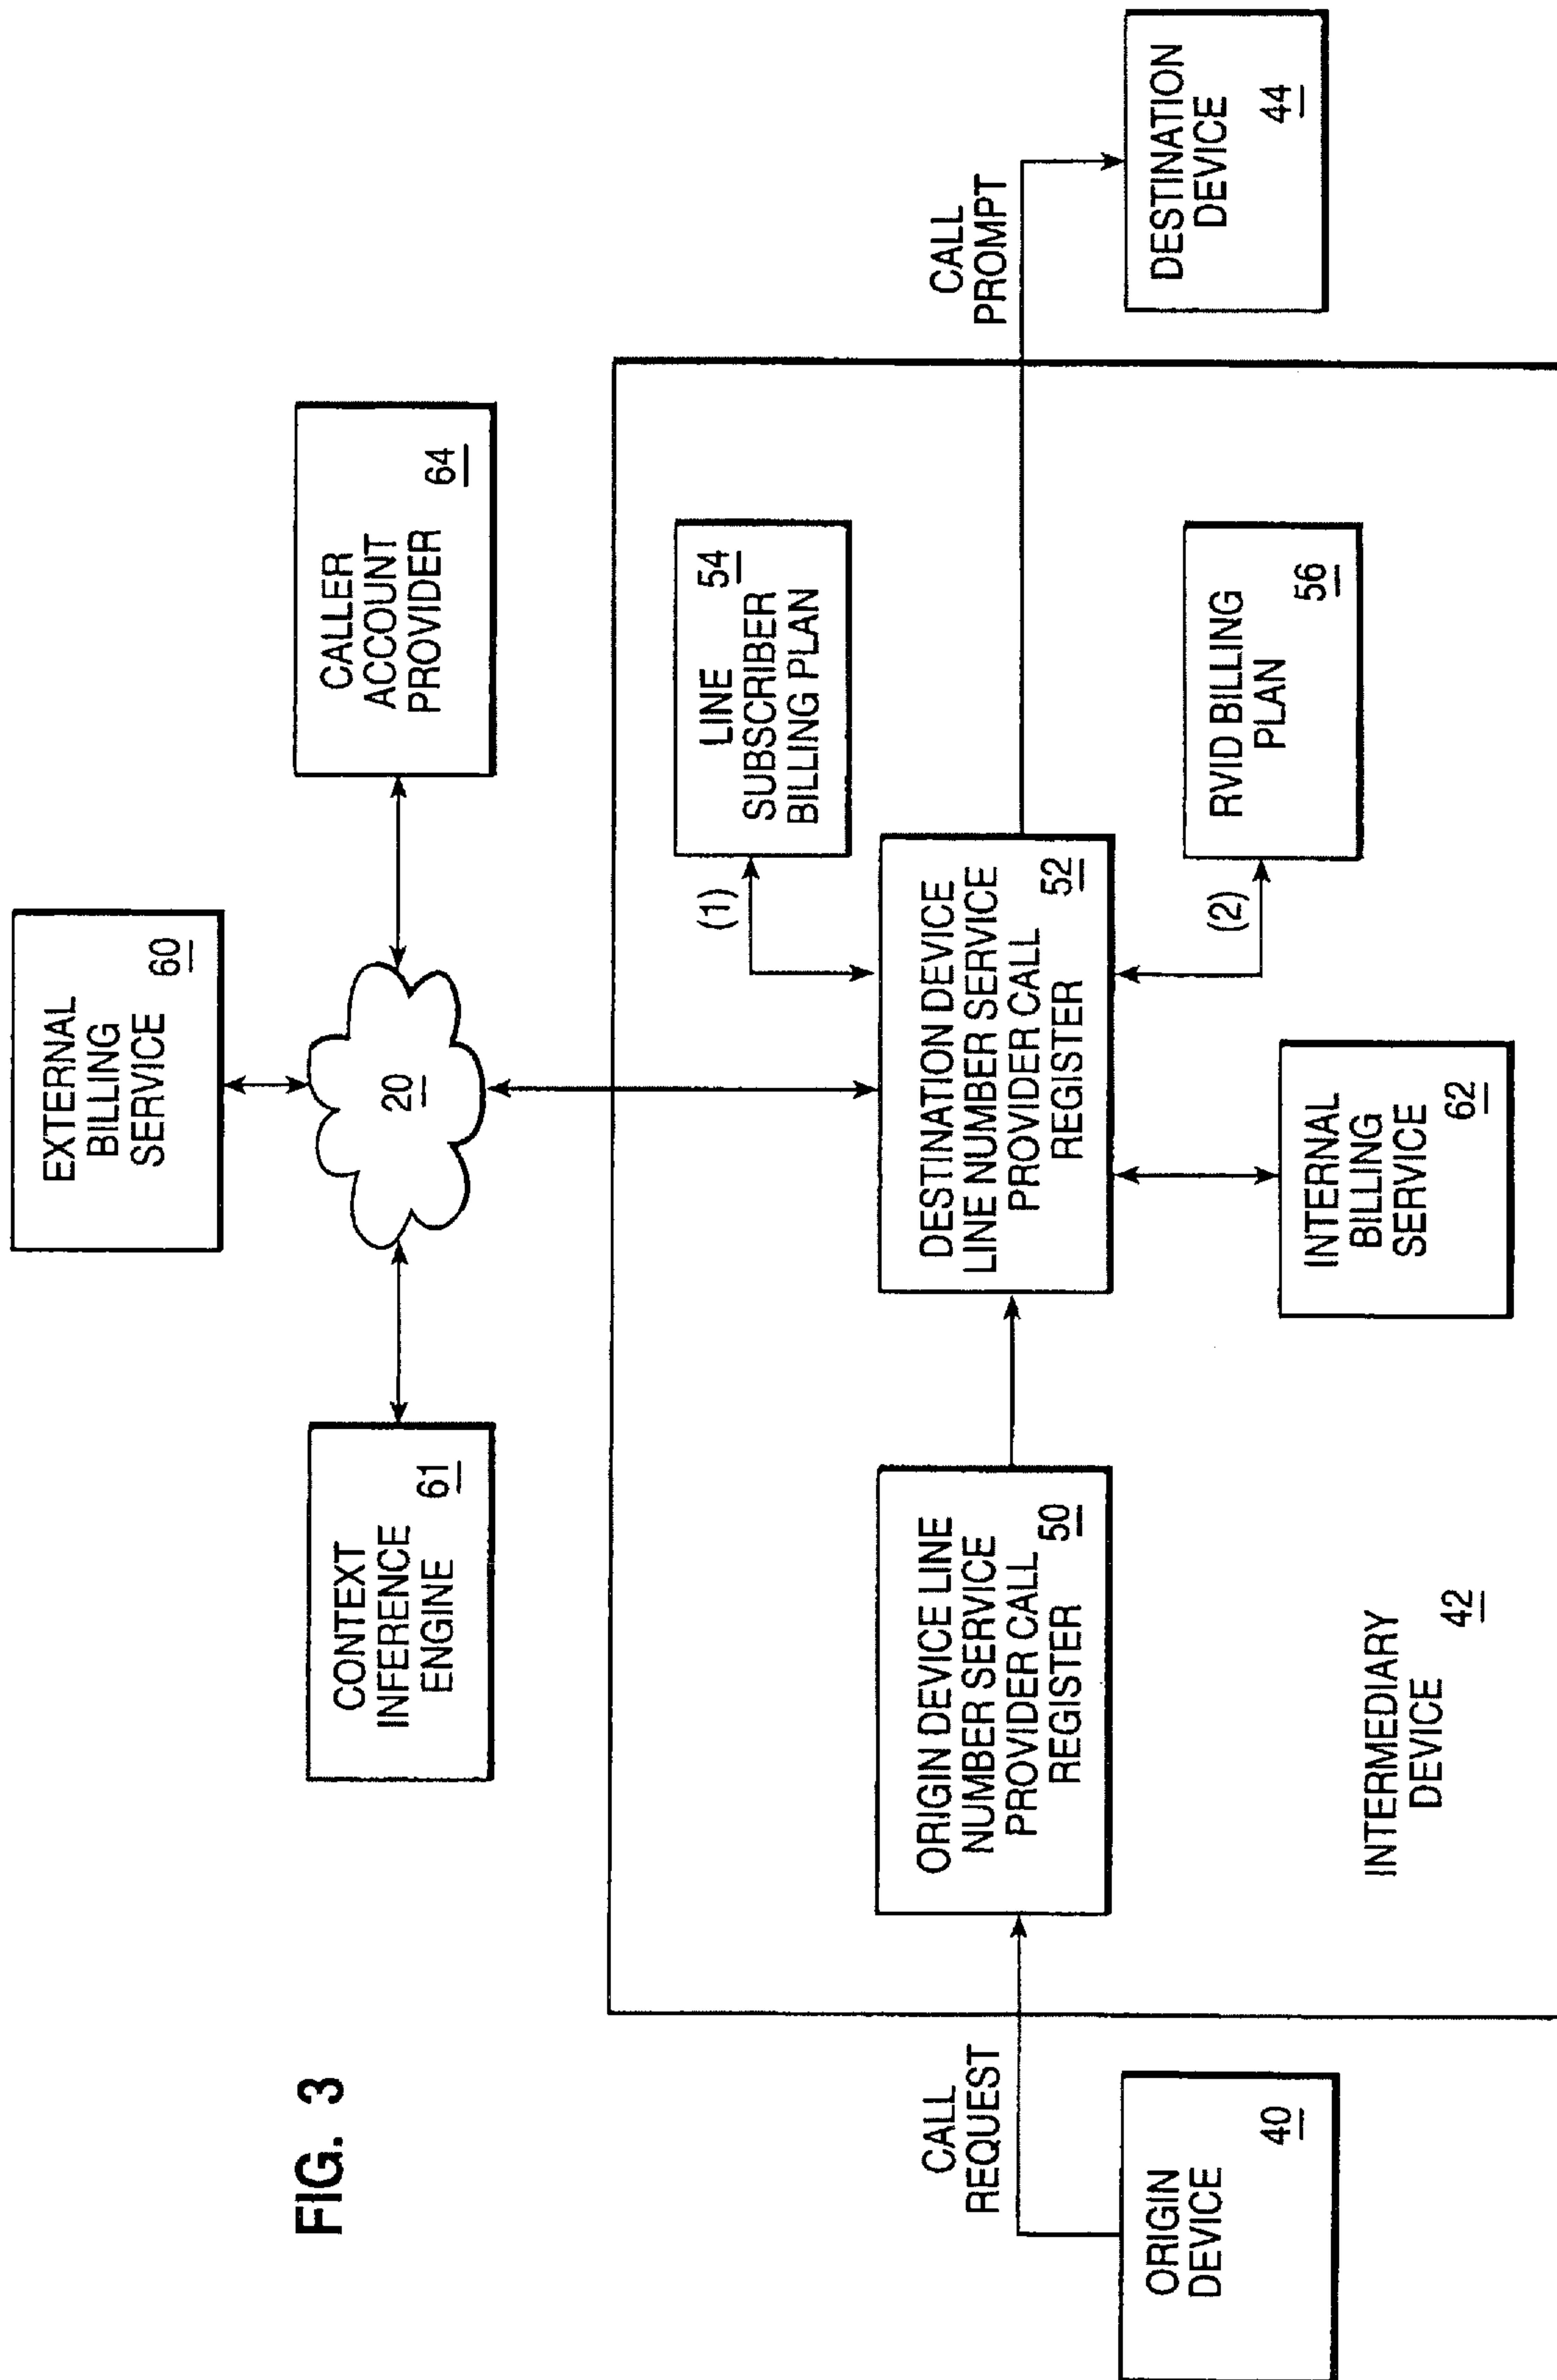 FIG. 3
EXTERNAL
BILLING
SERVICE 60
CONTEXT
INFERENCE
ENGINE 61
20
CALLER
ACCOUNT
PROVIDER 64
LINE 54
SUBSCRIBER
BILLING PLAN
(1)
CALL
REQUEST
ORIGIN DEVICE LINE
NUMBER SERVICE
PROVIDER CALL 50
REGISTER
DESTINATION DEVICE
LINE NUMBER SERVICE
PROVIDER CALL 52
REGISTER
CALL
PROMPT
ORIGIN
DEVICE
40
DESTINATION
DEVICE
44
(2)
RVID BILLING
PLAN 56
INTERNAL
BILLING
SERVICE 62
INTERMEDIARY
DEVICE 42